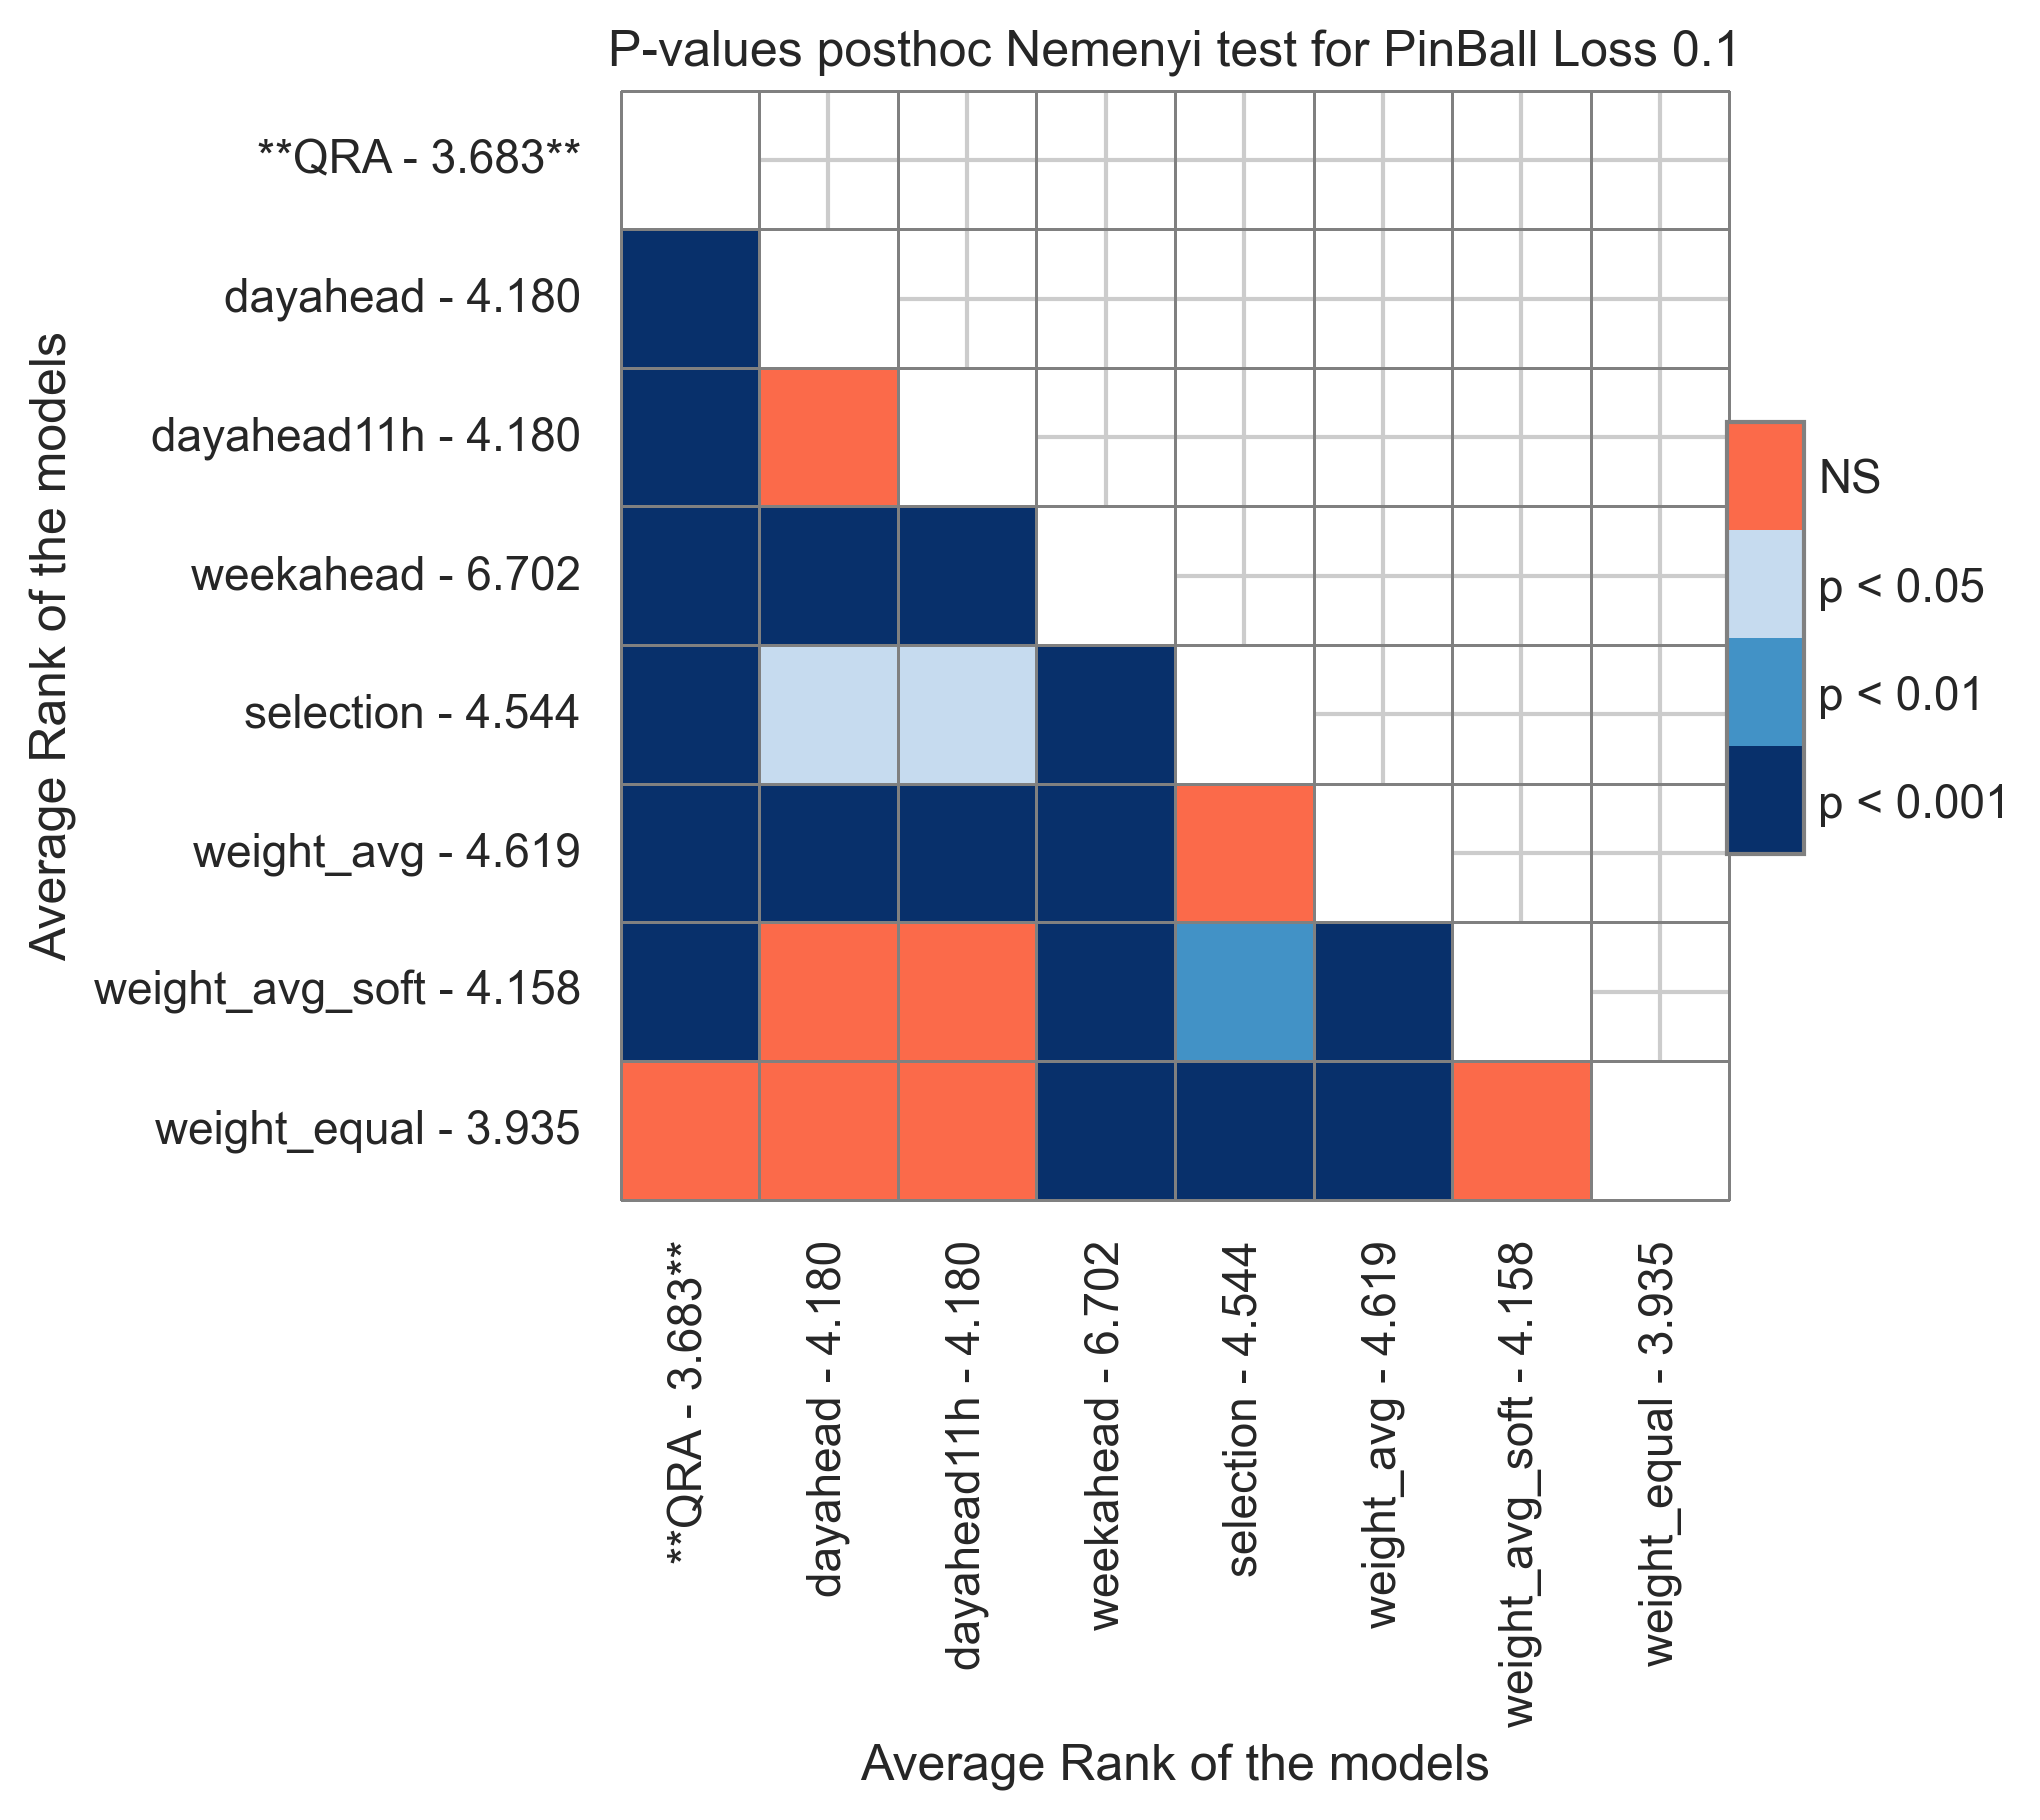 P-values posthoc Nemenyi test for PinBall Loss 0.1
Average Rank of the models
**QRA - 3.683**
dayahead - 4.180
dayahead11h - 4.180
weekahead - 6.702
selection - 4.544
weight_avg - 4.619
weight_avg_soft - 4.158
weight_equal - 3.935
NS
p < 0.05
p < 0.01
p < 0.001
**QRA - 3.683**
dayahead - 4.180
dayahead11h - 4.180
weekahead - 6.702
selection - 4.544
weight_avg - 4.619
weight_avg_soft - 4.158
weight_equal - 3.935
Average Rank of the models